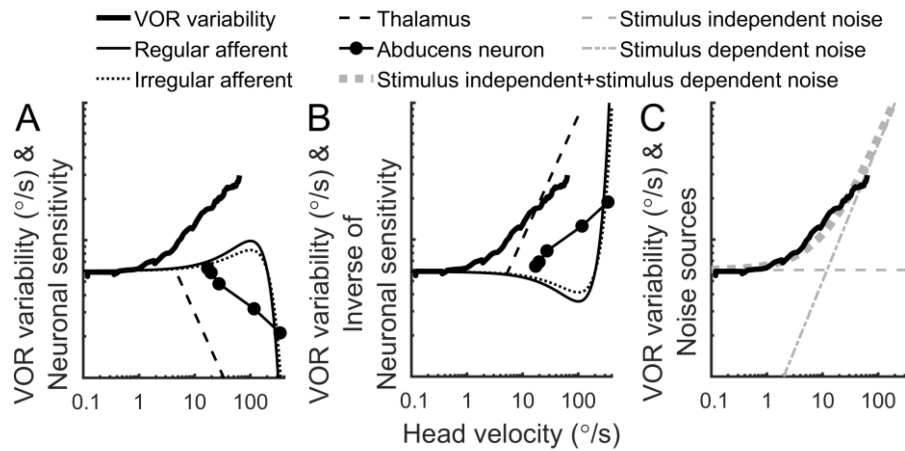 VOR variability
Regular afferent
Irregular afferent
Thalamus
Abducens neuron
Stimulus independent noise
Stimulus dependent noise
Stimulus independent+stimulus dependent noise
A
VOR variability (°/s) &
Neuronal sensitivity
0.1 1 10 100
B
VOR variability (°/s) &
Inverse of
Neuronal sensitivity
0.1 1 10 100
C
VOR variability (°/s) &
Noise sources
0.1 1 10 100
Head velocity (°/s)